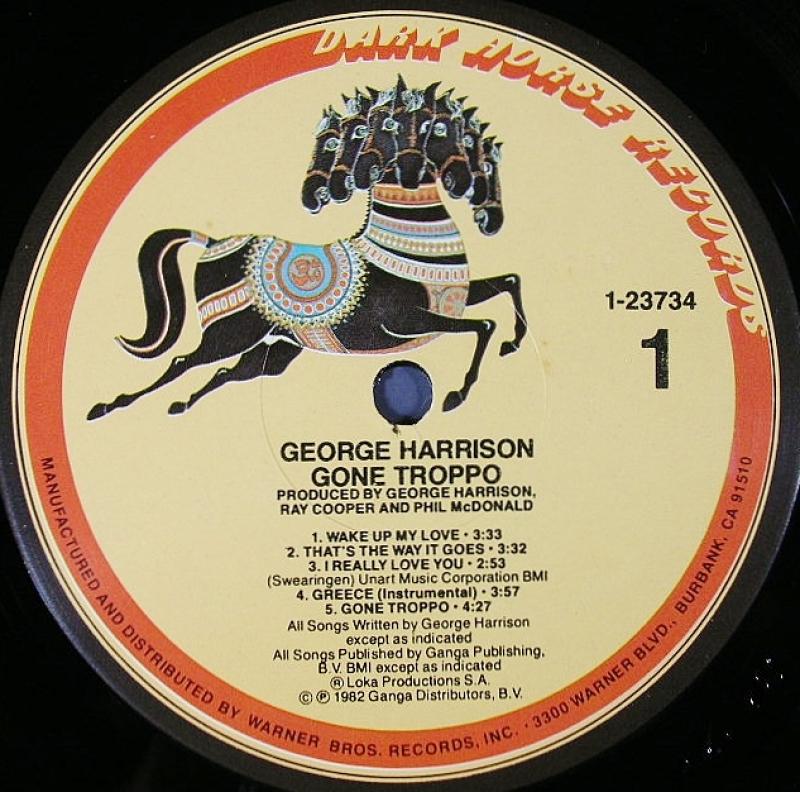 DARK HORSE RECORDS
1-23734
1
GEORGE HARRISON
GONE TROPPO
PRODUCED BY GEORGE HARRISON,
RAY COOPER AND PHIL McDONALD
1. WAKE UP MY LOVE • 3:33
2. THAT'S THE WAY IT GOES • 3:32
3. I REALLY LOVE YOU • 2:53
(Swearingen) Unart Music Corporation BMI
4. GREECE (Instrumental) • 3:57
5. GONE TROPPO • 4:27
All Songs Written by George Harrison
except as indicated
All Songs Published by Ganga Publishing,
B.V. BMI except as indicated
Ⓡ Loka Productions S.A.
© ℗ 1982 Ganga Distributors, B.V.
MANUFACTURED AND DISTRIBUTED BY WARNER BROS. RECORDS, INC. • 3300 WARNER BLVD., BURBANK, CA 91510